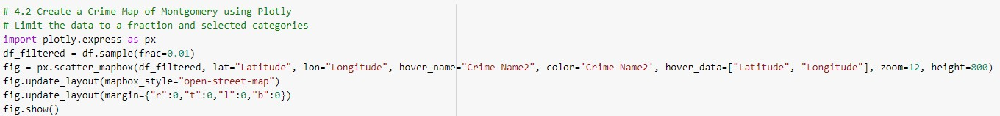 # 4.2 Create a Crime Map of Montgomery using Plotly
# Limit the data to a fraction and selected categories
import plotly.express as px
df_filtered = df.sample(frac=0.01)
fig = px.scatter_mapbox(df_filtered, lat="Latitude", lon="Longitude", hover_name="Crime Name2", color='Crime Name2', hover_data=["Latitude", "Longitude"], zoom=12, height=800)
fig.update_layout(mapbox_style="open-street-map")
fig.update_layout(margin={"r":0,"t":0,"l":0,"b":0})
fig.show()